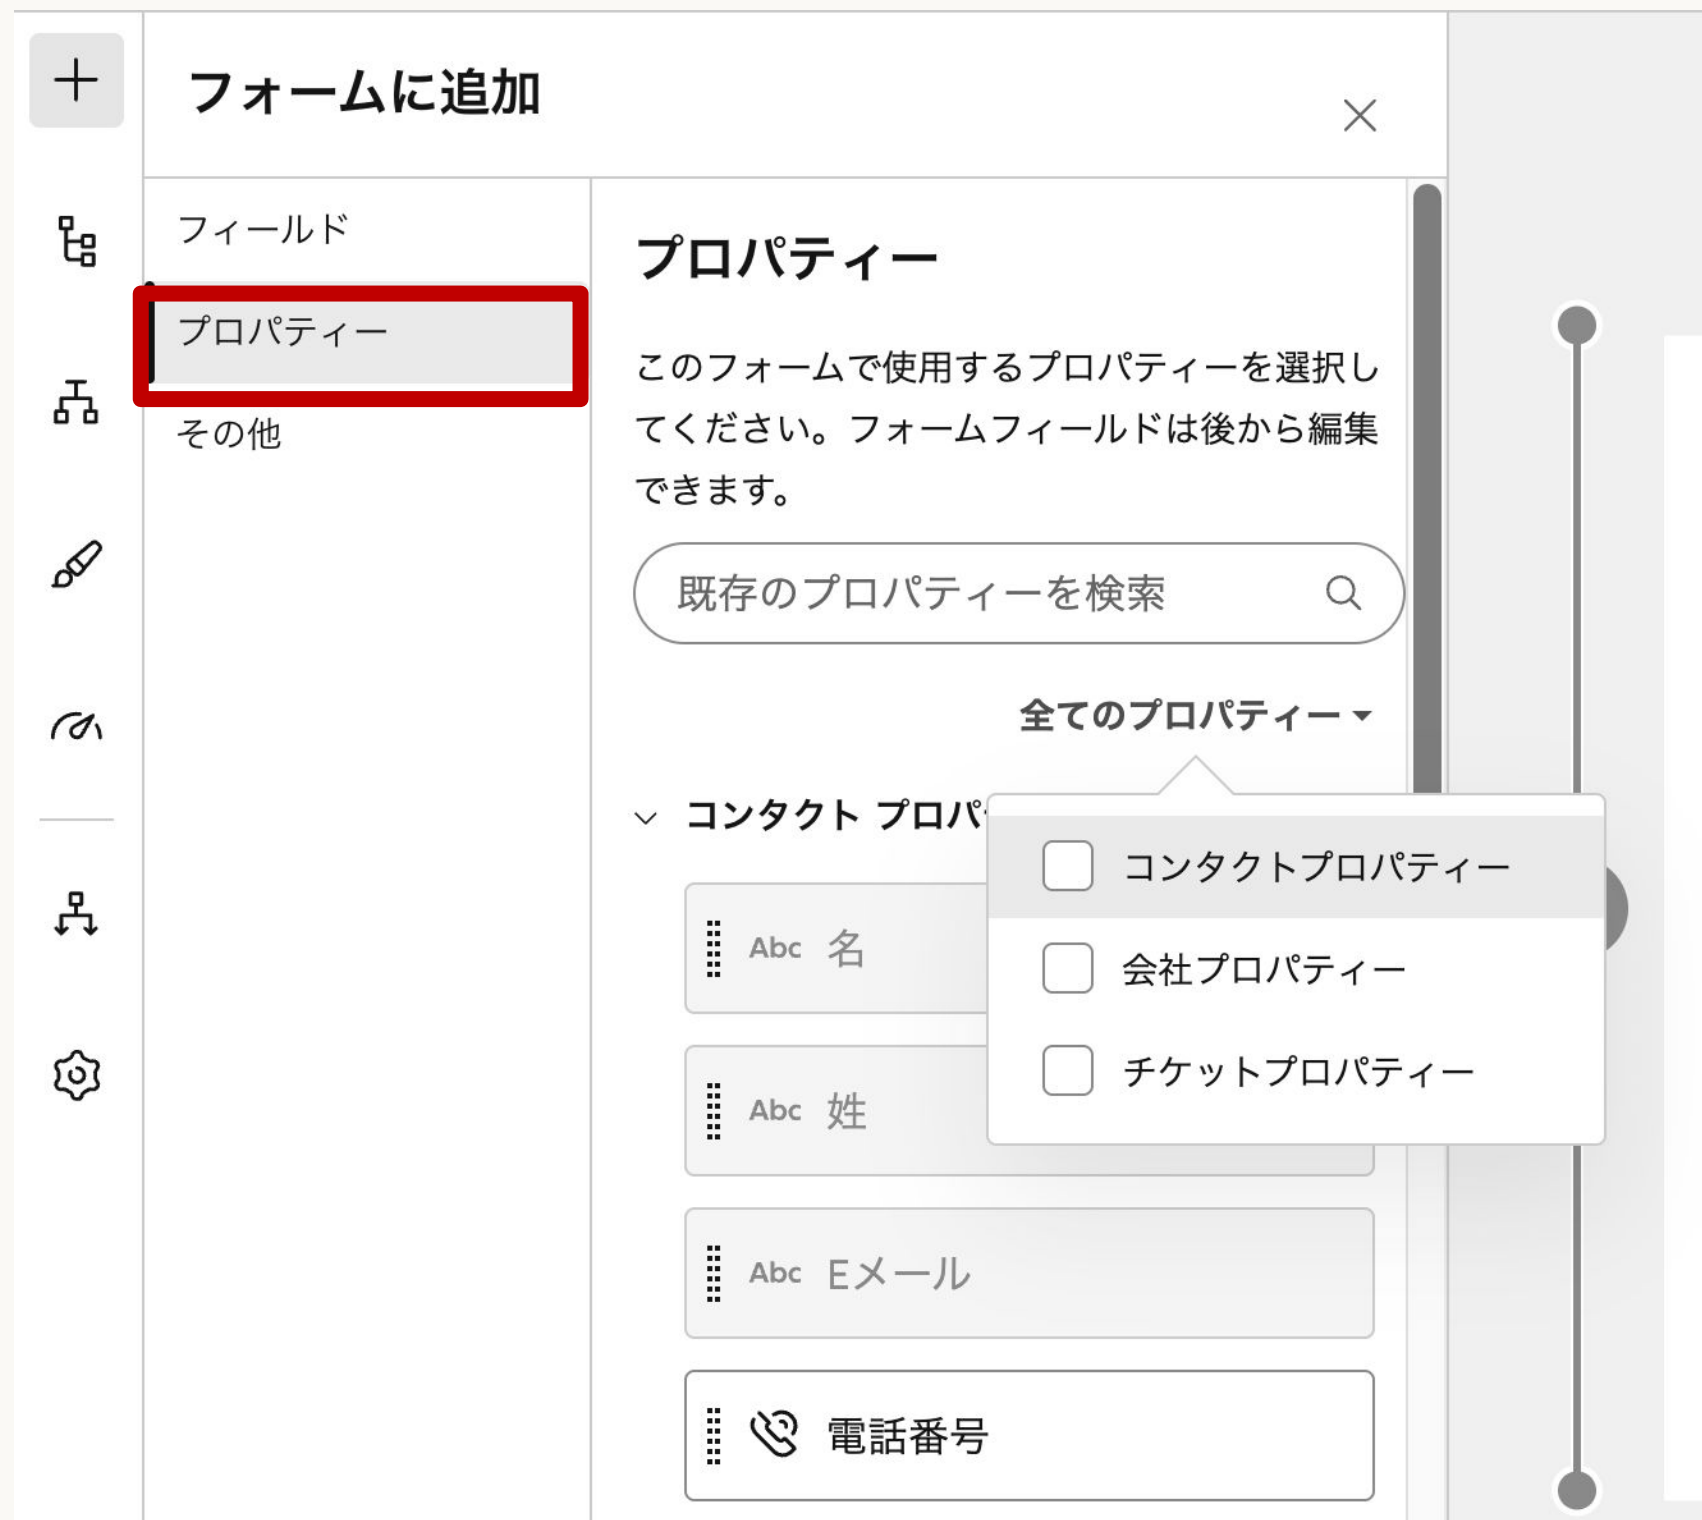 フォームに追加
フィールド
プロパティー
その他
プロパティー
このフォームで使用するプロパティーを選択し
てください。フォームフィールドは後から編集
できます。
既存のプロパティーを検索
全てのプロパティー
コンタクト プロパ
コンタクトプロパティー
会社プロパティー
チケットプロパティー
Abc 名
Abc 姓
Abc Eメール
電話番号